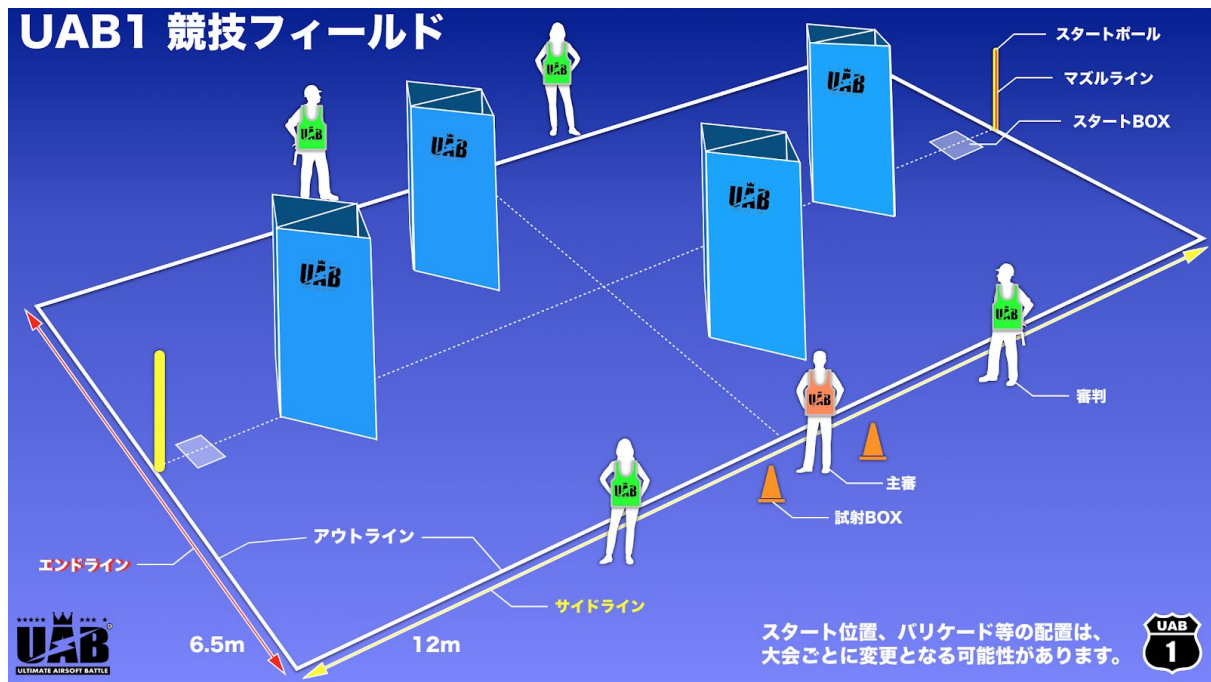 UAB1 競技フィールド
スタートポール
マズルライン
スタートBOX
UAB
UAB
UAB
UAB
UAB
UAB
UAB
審判
UAB
主審
UAB
試射BOX
アウトライン
エンドライン
サイドライン
6.5m
12m
★★★★★ ★★★ ★
UAB
®
ULTIMATE AIRSOFT BATTLE
スタート位置、バリケード等の配置は、
大会ごとに変更となる可能性があります。
UAB
1